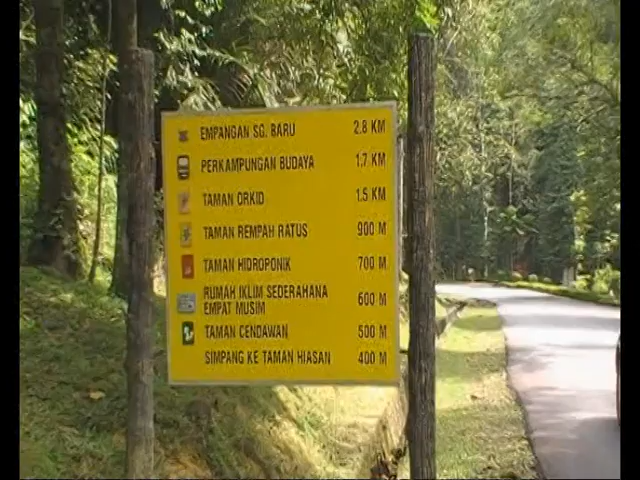 EMPANGAN SG. BARU 2.8 KM
PERKAMPUNGAN BUDAYA 1.7 KM
TAMAN ORKID 1.5 KM
TAMAN REMPAH RATUS 900 M
TAMAN HIDROPONIK 700 M
RUMAH IKLIM SEDERAHANA
EMPAT MUSIM 600 M
TAMAN CENDAWAN 500 M
SIMPANG KE TAMAN HIASAN 400 M